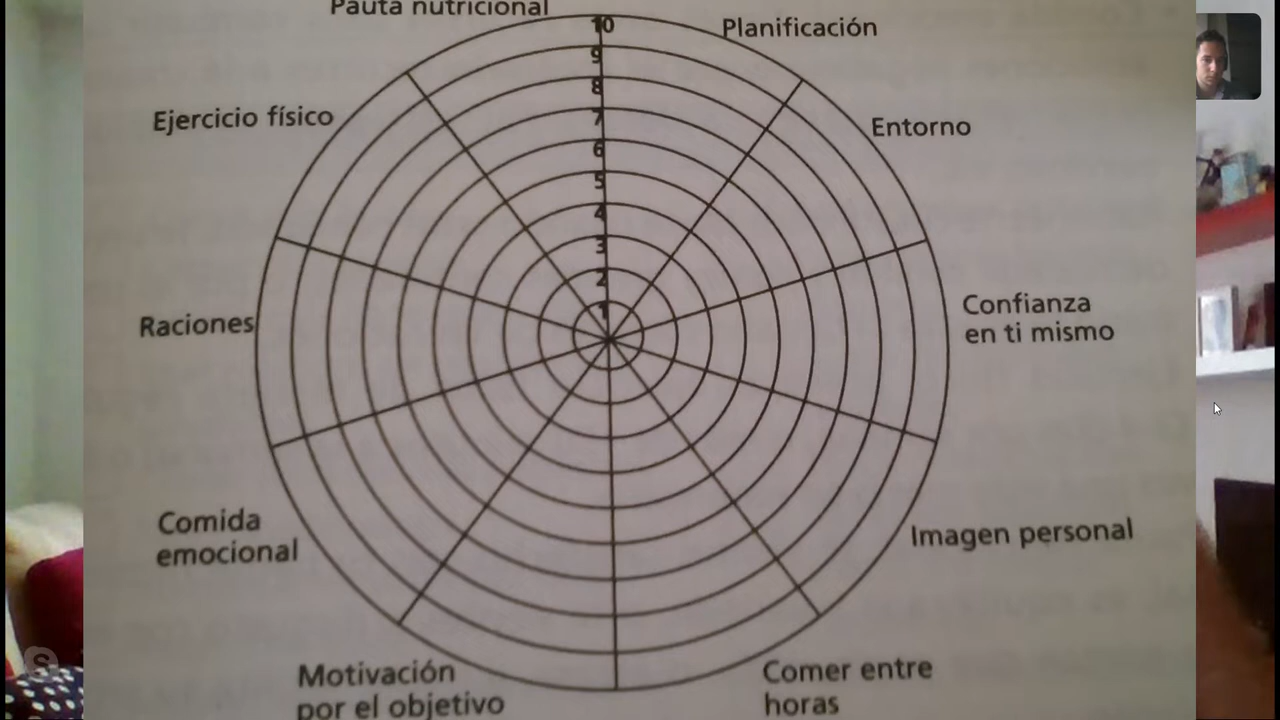 Pauta nutricional
10
Planificación
9
8
7
6
5
4
3
2
1
Ejercicio físico
Entorno
Raciones
Confianza
en ti mismo
Comida
emocional
Imagen personal
Motivación
por el objetivo
Comer entre
horas